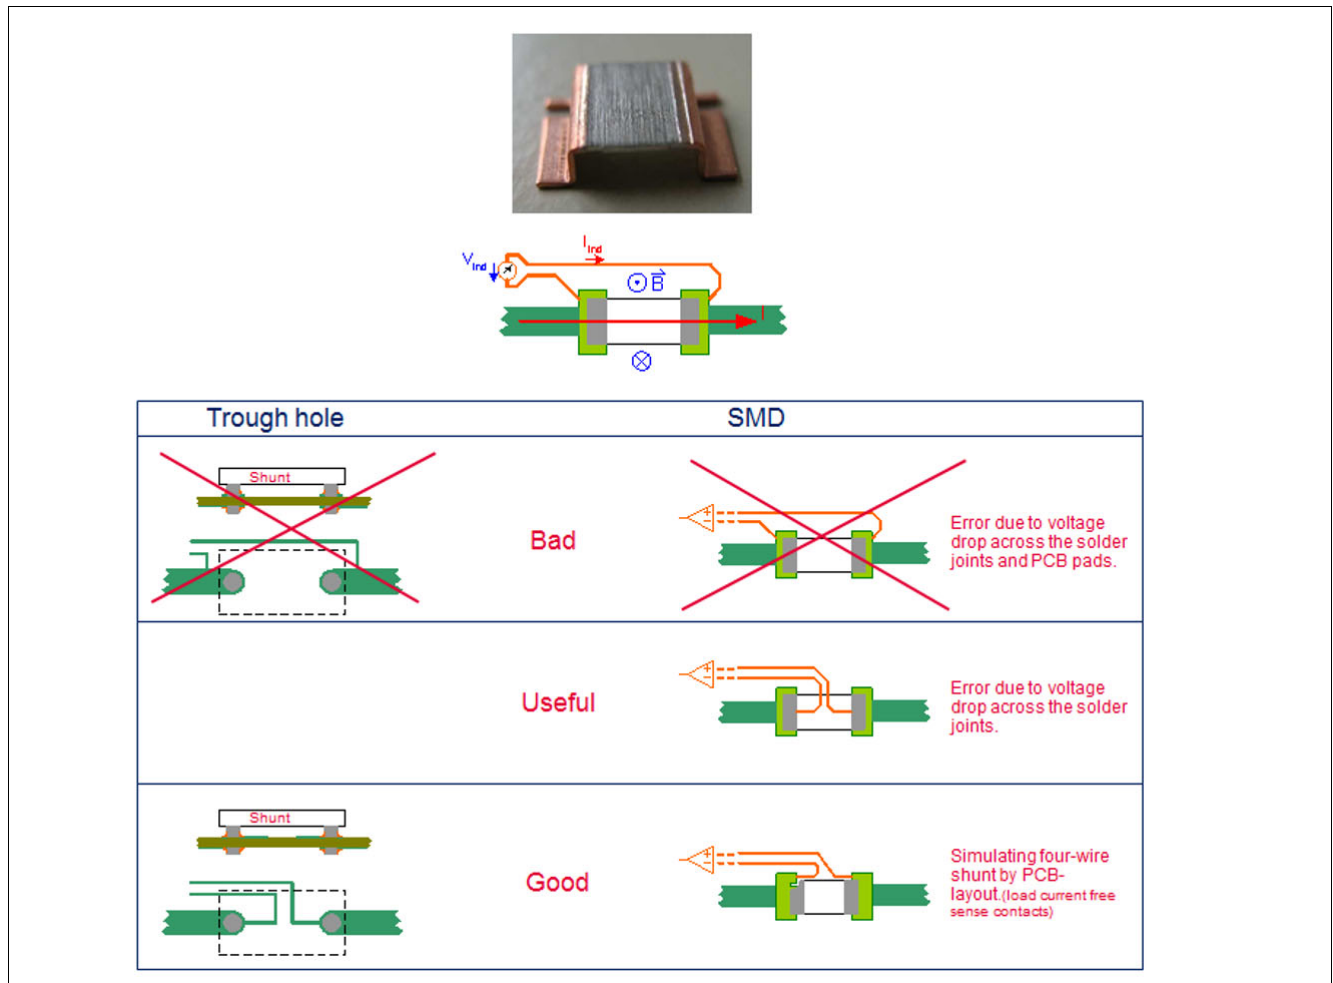 I Ind
V Ind
B
I
Trough hole
SMD
Shunt
Bad
+
−
Error due to voltage
drop across the solder
joints and PCB pads.
Useful
+
−
Error due to voltage
drop across the solder
joints.
Shunt
Good
+
−
Simulating four-wire
shunt by PCB-
layout.(load current free
sense contacts)